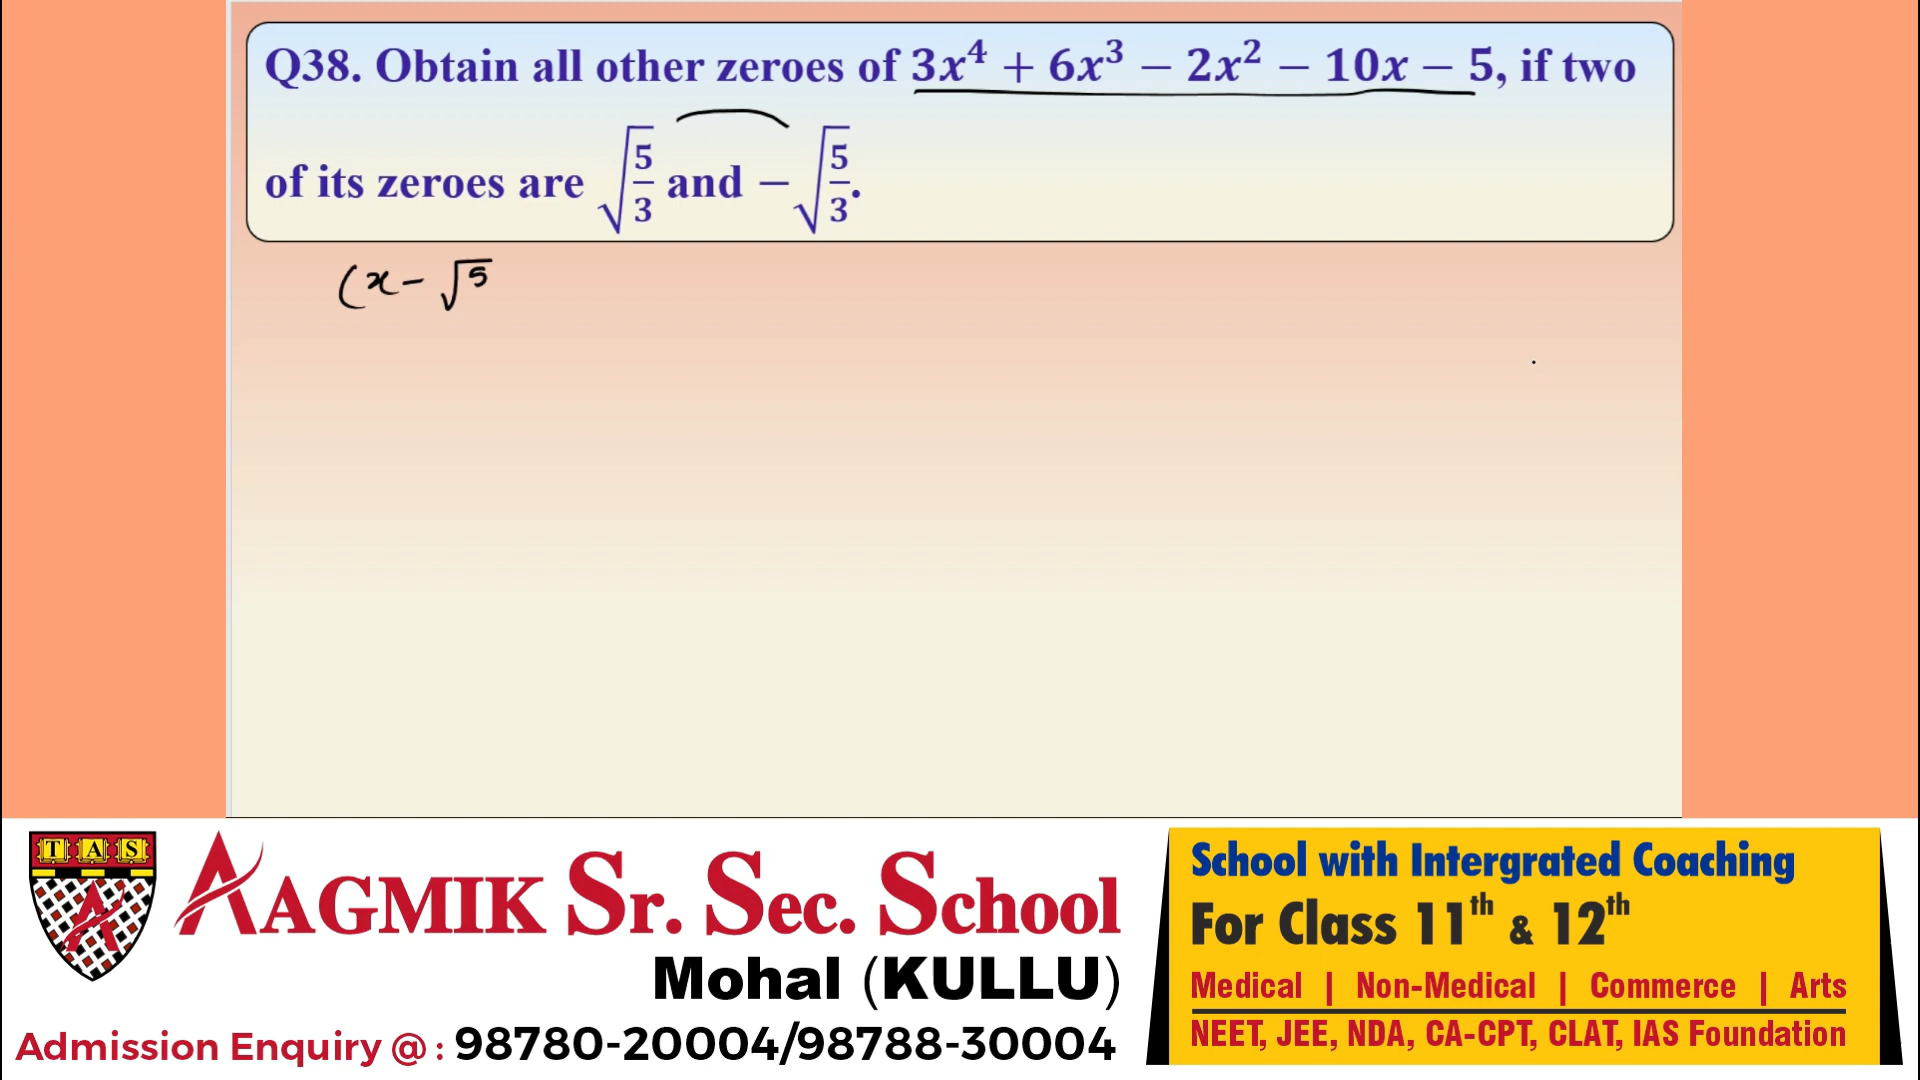 Q38. Obtain all other zeroes of 3x⁴ + 6x³ − 2x² − 10x − 5, if two
of its zeroes are √(5/3) and −√(5/3).
(x − √5
T A S
AAGMIK SR. SEC. School
Mohal (KULLU)
Admission Enquiry @ : 98780-20004/98788-30004
School with Intergrated Coaching
For Class 11th & 12th
Medical | Non-Medical | Commerce | Arts
NEET, JEE, NDA, CA-CPT, CLAT, IAS Foundation